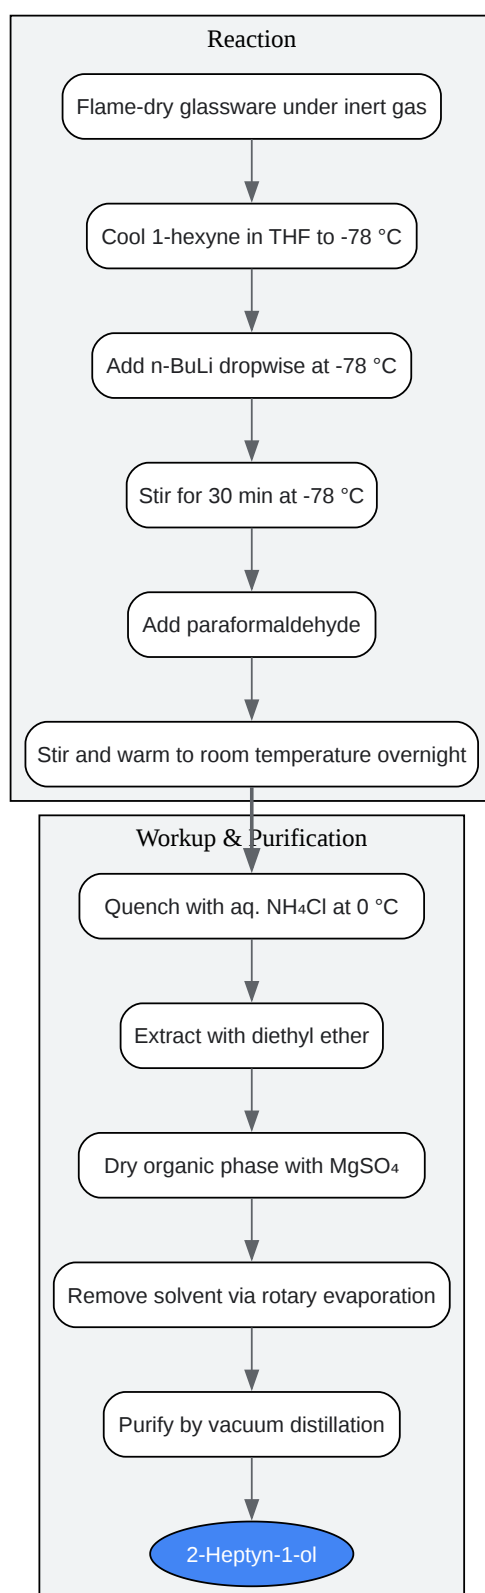 Reaction
Flame-dry glassware under inert gas
Cool 1-hexyne in THF to -78 °C
Add n-BuLi dropwise at -78 °C
Stir for 30 min at -78 °C
Add paraformaldehyde
Stir and warm to room temperature overnight
Workup & Purification
Quench with aq. NH₄Cl at 0 °C
Extract with diethyl ether
Dry organic phase with MgSO₄
Remove solvent via rotary evaporation
Purify by vacuum distillation
2-Heptyn-1-ol